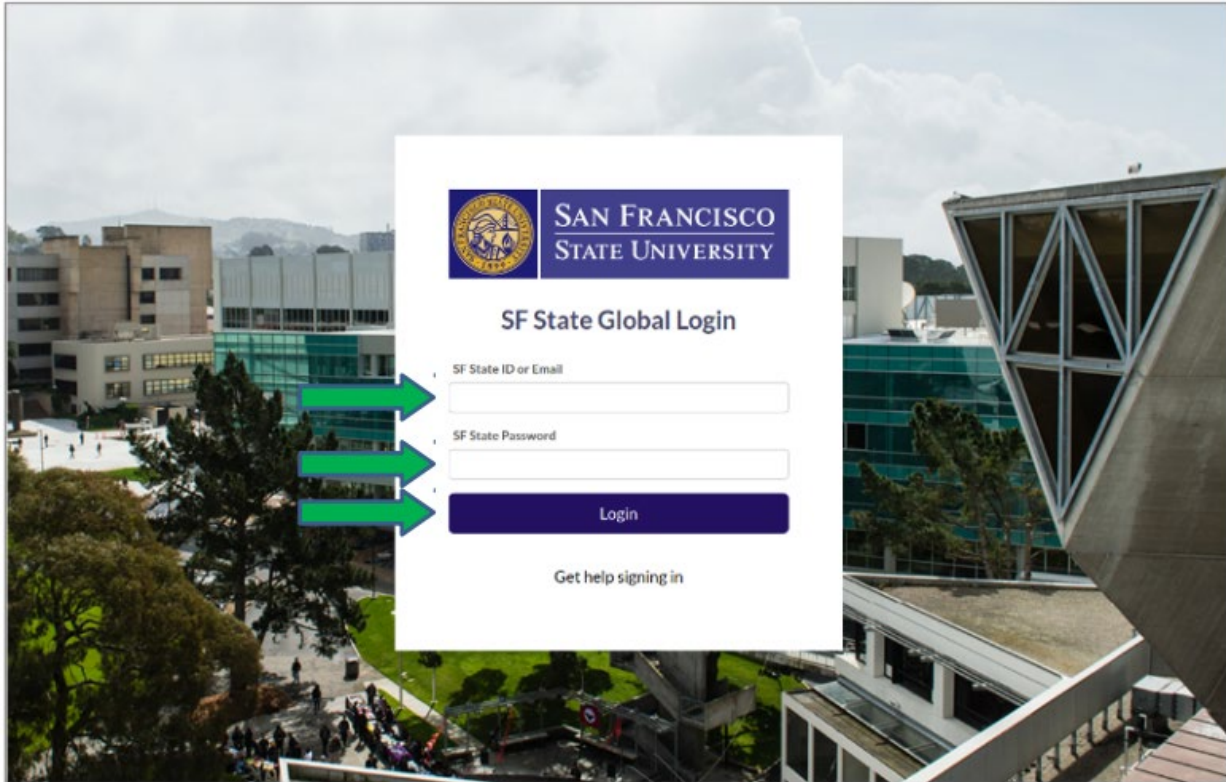 SAN FRANCISCO
STATE UNIVERSITY
SF State Global Login
SF State ID or Email
SF State Password
Login
Get help signing in